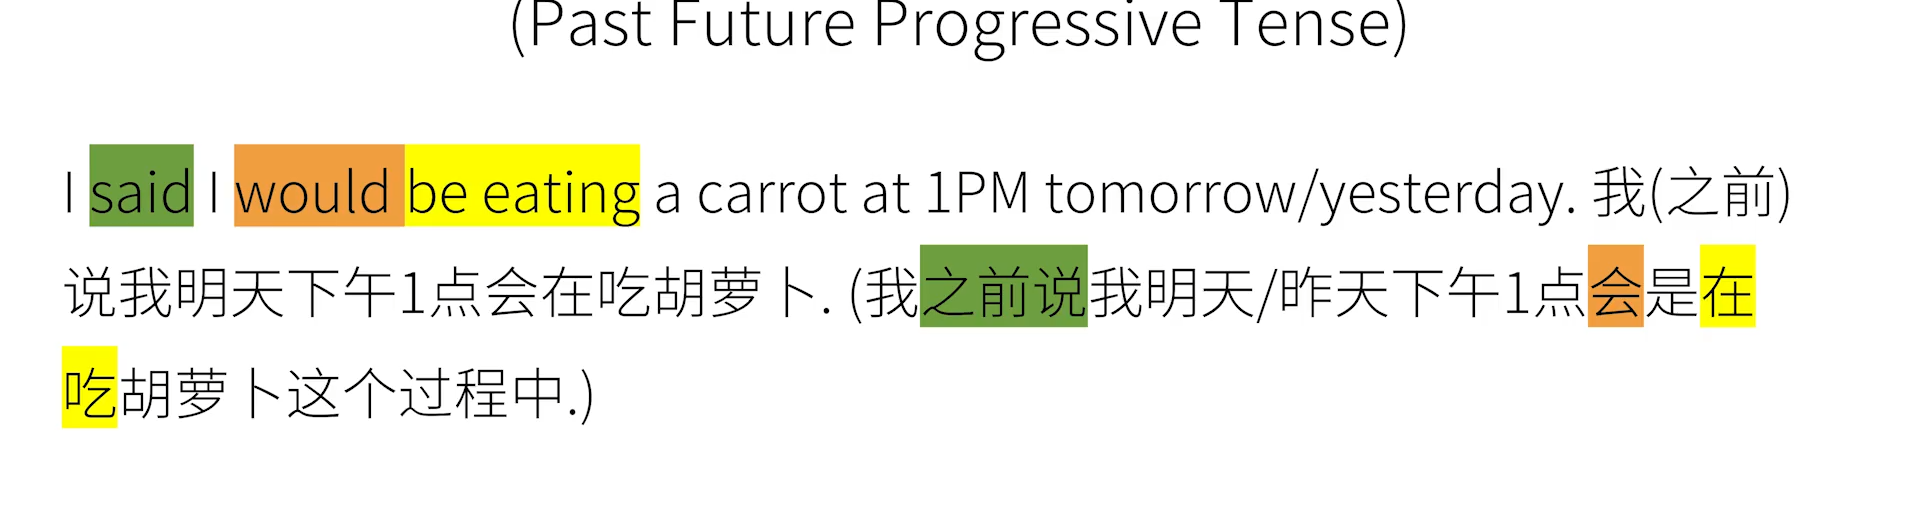 (Past Future Progressive Tense)
I said I would be eating a carrot at 1PM tomorrow/yesterday. 我(之前)
说我明天下午1点会在吃胡萝卜. (我之前说我明天/昨天下午1点会是在
吃胡萝卜这个过程中.)